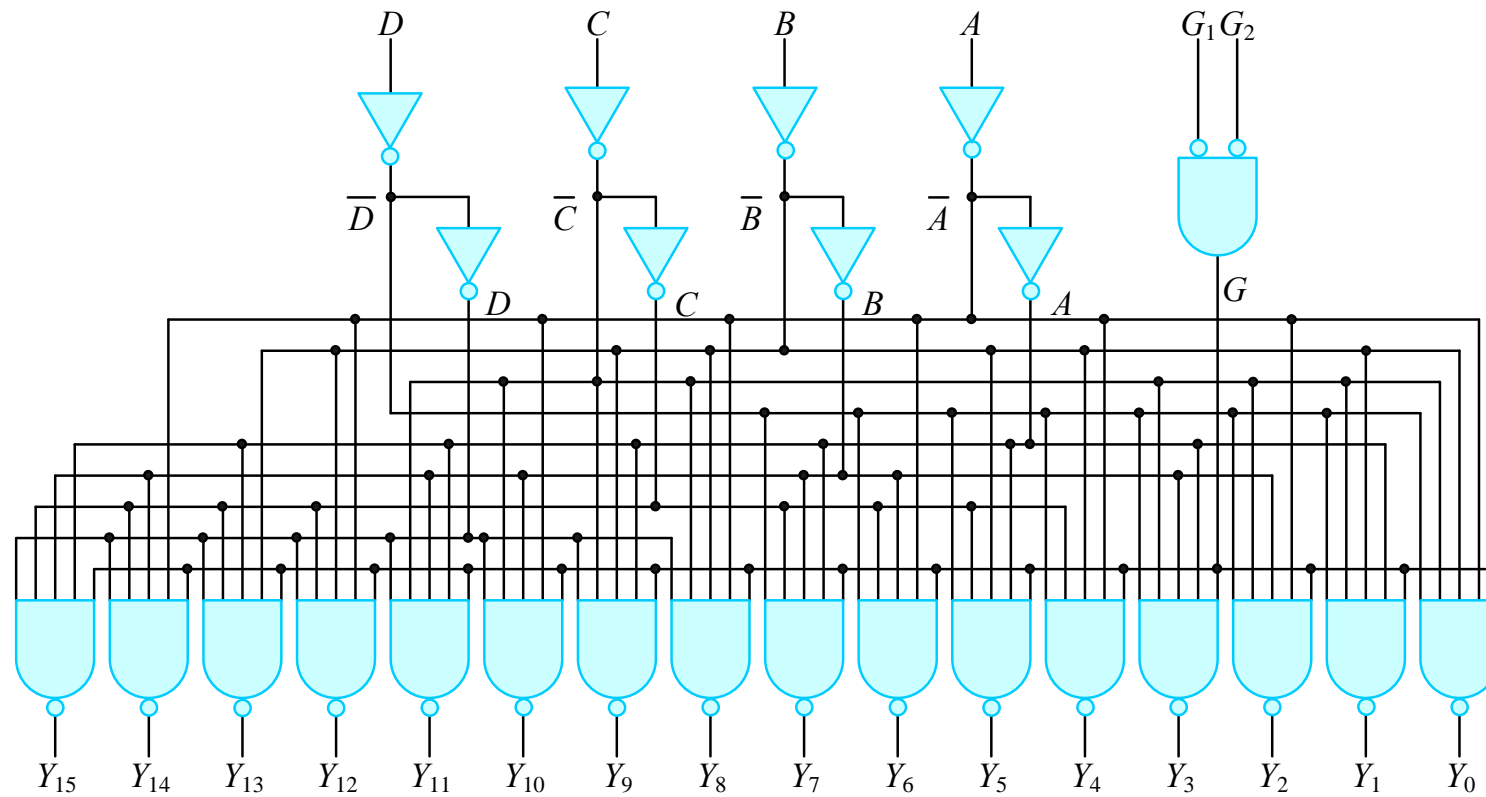 D C B A G₁ G₂
D̅ C̅ B̅ A̅
D C B A G
Y₁₅ Y₁₄ Y₁₃ Y₁₂ Y₁₁ Y₁₀ Y₉ Y₈ Y₇ Y₆ Y₅ Y₄ Y₃ Y₂ Y₁ Y₀